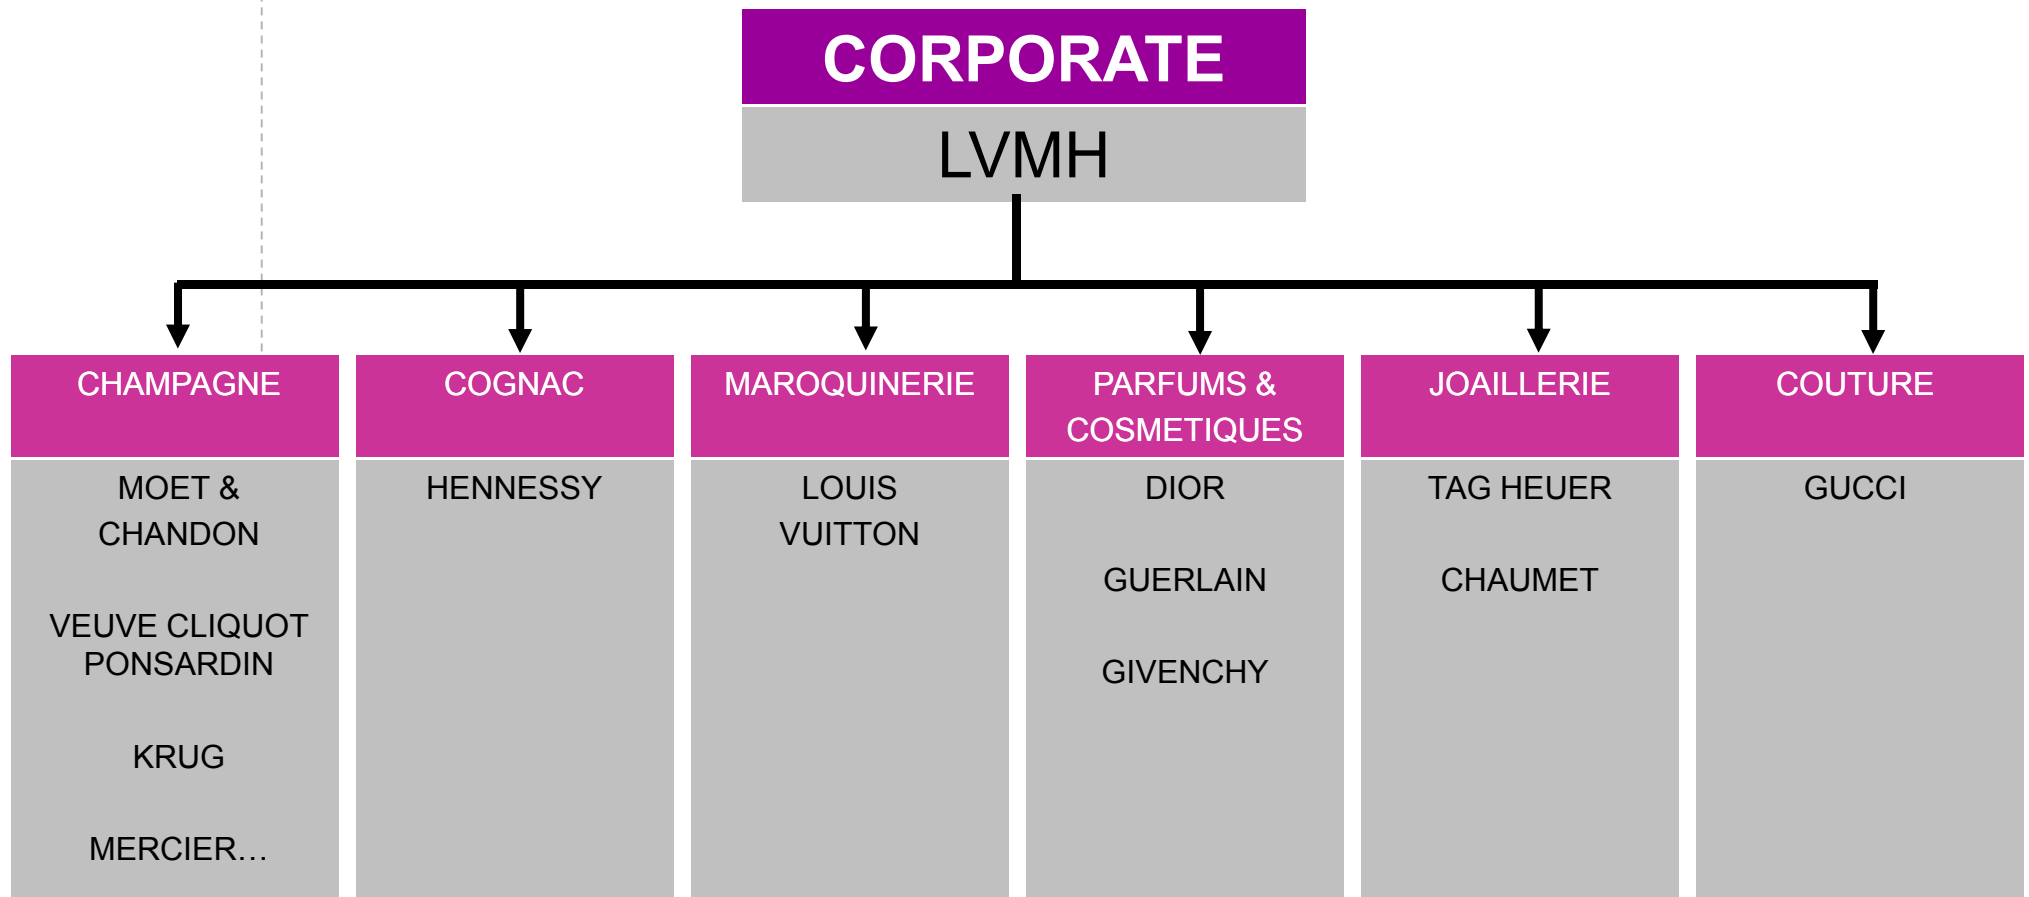 CORPORATE
LVMH
CHAMPAGNE
MOET &
CHANDON
VEUVE CLIQUOT
PONSARDIN
KRUG
MERCIER…
COGNAC
HENNESSY
MAROQUINERIE
LOUIS
VUITTON
PARFUMS &
COSMETIQUES
DIOR
GUERLAIN
GIVENCHY
JOAILLERIE
TAG HEUER
CHAUMET
COUTURE
GUCCI